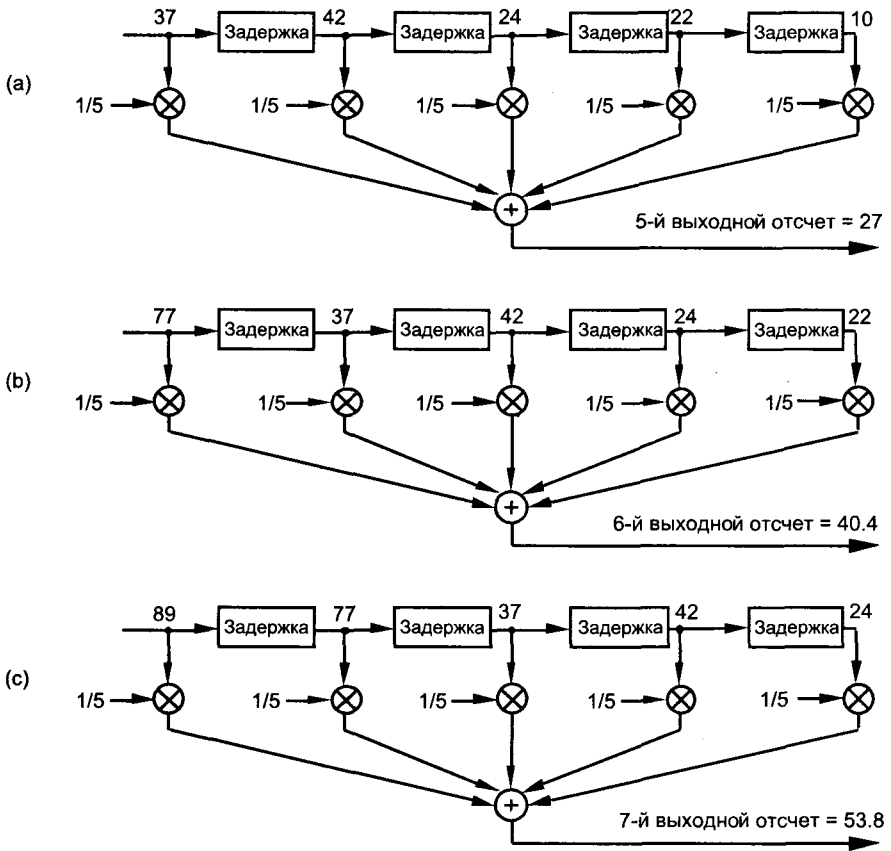 37 42 24 22 10
Задержка Задержка Задержка Задержка
(a)
1/5 1/5 1/5 1/5 1/5
+
5-й выходной отсчет = 27
77 37 42 24 22
Задержка Задержка Задержка Задержка
(b)
1/5 1/5 1/5 1/5 1/5
+
6-й выходной отсчет = 40.4
89 77 37 42 24
Задержка Задержка Задержка Задержка
(c)
1/5 1/5 1/5 1/5 1/5
+
7-й выходной отсчет = 53.8